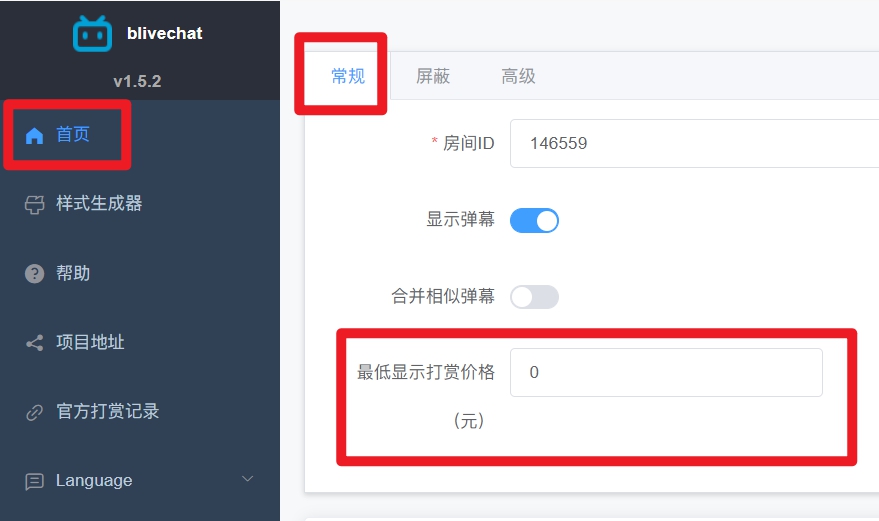 blivechat
v1.5.2
首页
样式生成器
帮助
项目地址
官方打赏记录
Language
常规 屏蔽 高级
* 房间ID 146559
显示弹幕
合并相似弹幕
最低显示打赏价格 0
（元）